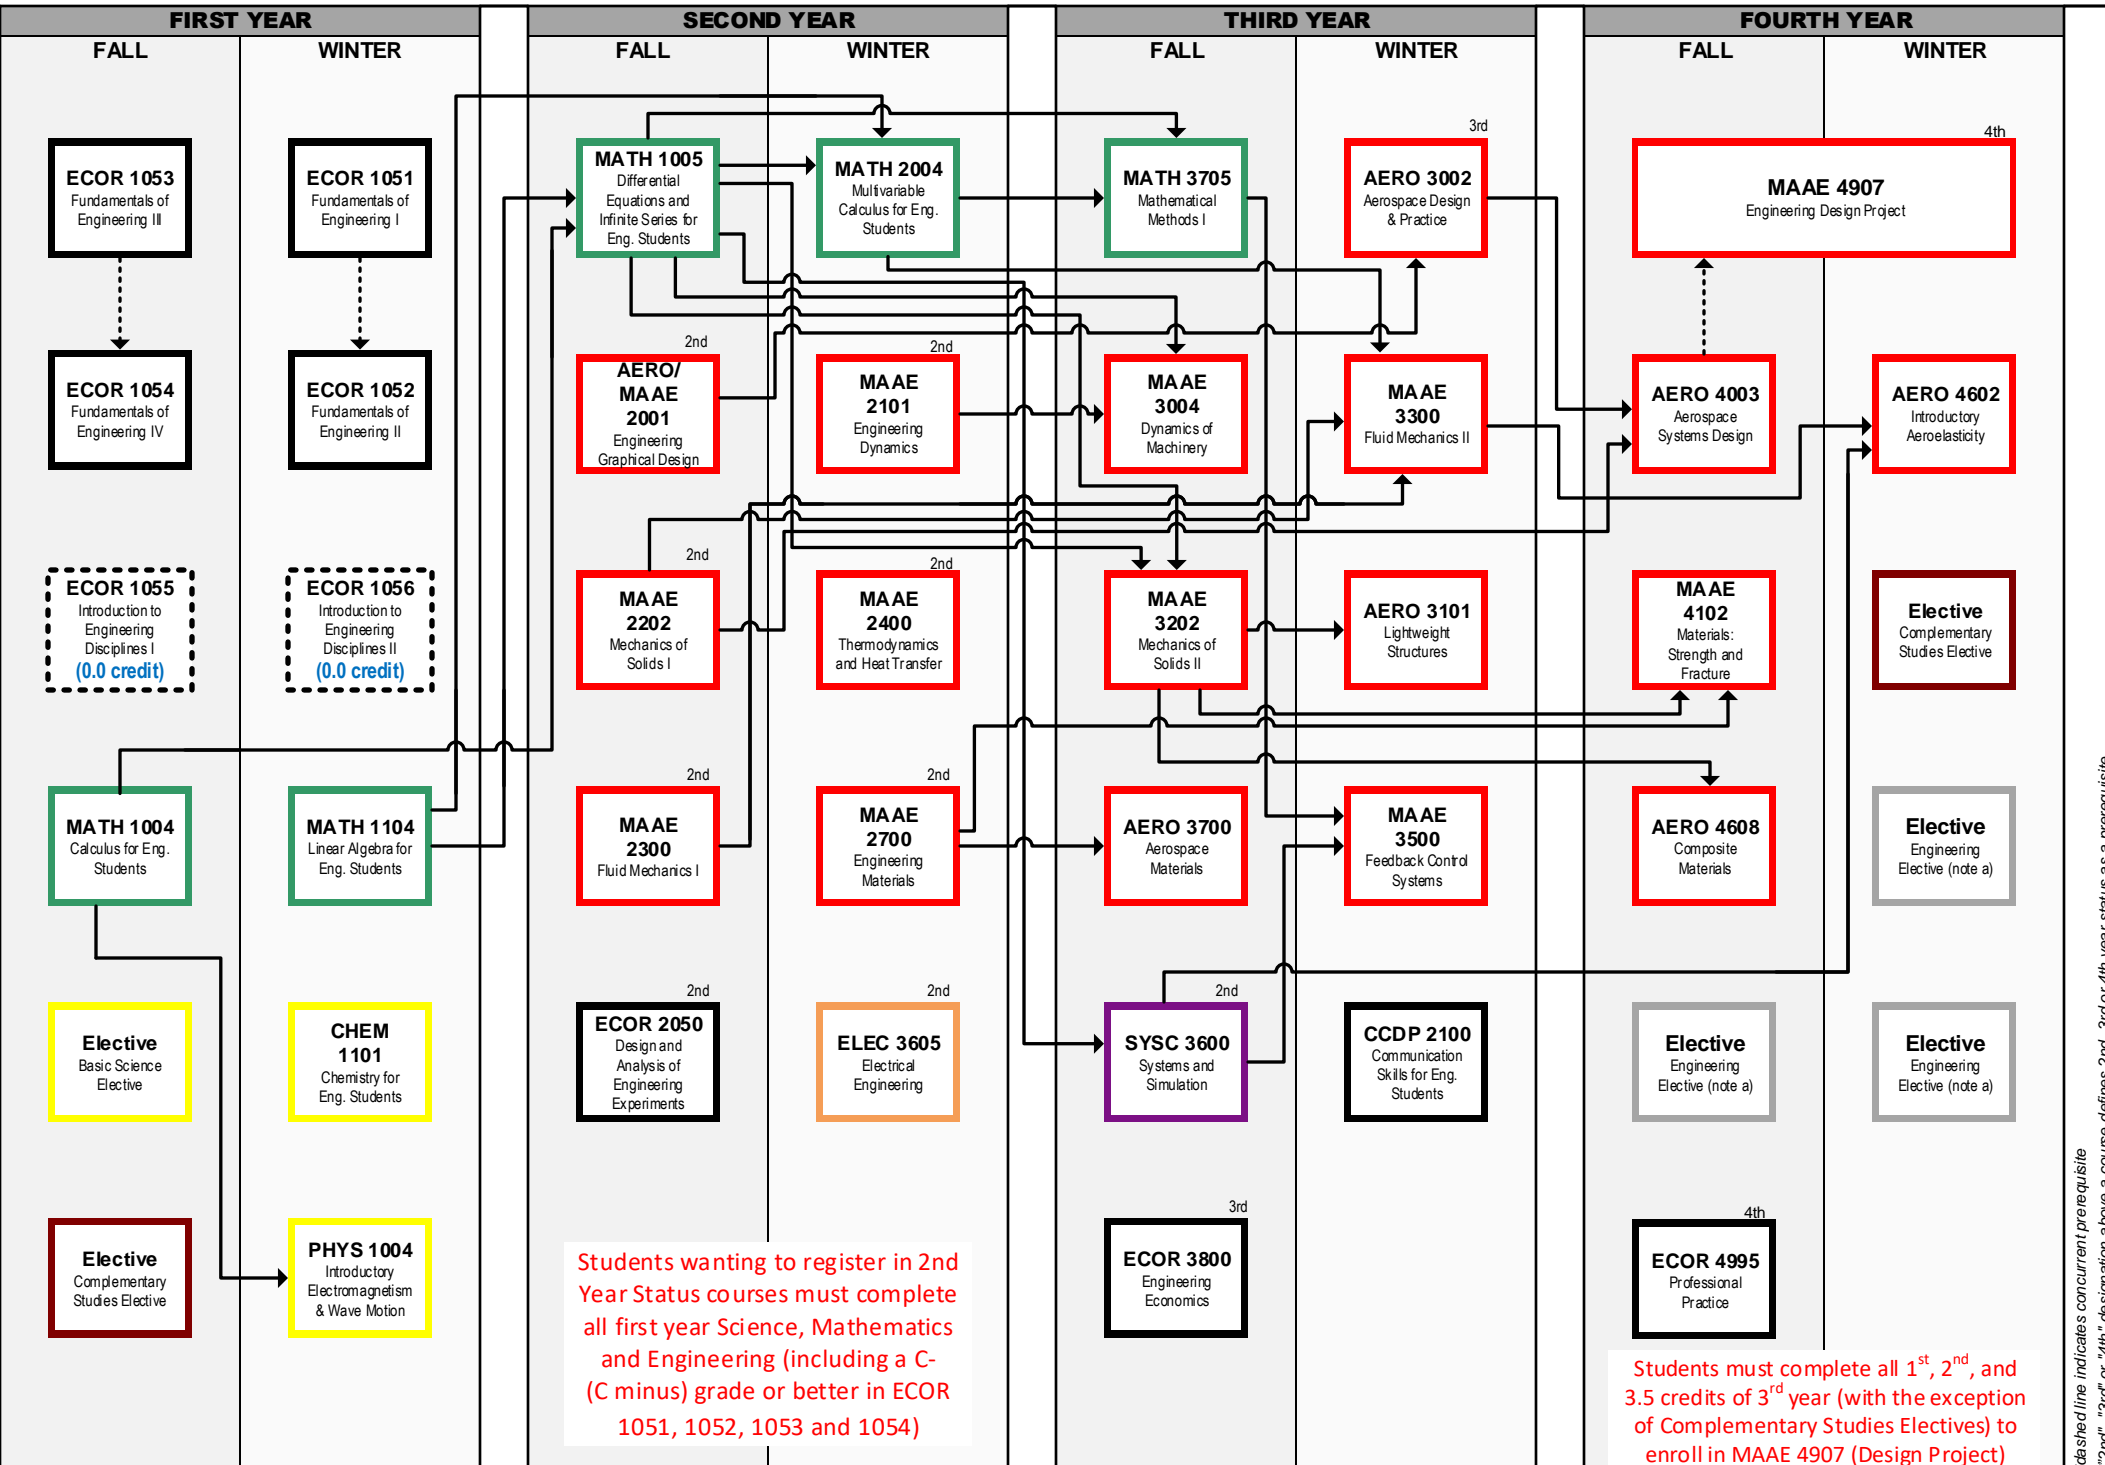 FIRST YEAR
SECOND YEAR
THIRD YEAR
FOURTH YEAR
FALL
WINTER
FALL
WINTER
FALL
WINTER
FALL
WINTER
ECOR 1053
Fundamentals of
Engineering III
ECOR 1051
Fundamentals of
Engineering I
MATH 1005
Differential
Equations and
Infinite Series for
Eng. Students
MATH 2004
Multivariable
Calculus for Eng.
Students
MATH 3705
Mathematical
Methods I
3rd
AERO 3002
Aerospace Design
& Practice
4th
MAAE 4907
Engineering Design Project
ECOR 1054
Fundamentals of
Engineering IV
ECOR 1052
Fundamentals of
Engineering II
2nd
AERO/
MAAE
2001
Engineering
Graphical Design
2nd
MAAE
2101
Engineering
Dynamics
MAAE
3004
Dynamics of
Machinery
MAAE
3300
Fluid Mechanics II
AERO 4003
Aerospace
Systems Design
AERO 4602
Introductory
Aeroelasticity
ECOR 1055
Introduction to
Engineering
Disciplines I
(0.0 credit)
ECOR 1056
Introduction to
Engineering
Disciplines II
(0.0 credit)
2nd
MAAE
2202
Mechanics of
Solids I
2nd
MAAE
2400
Thermodynamics
and Heat Transfer
MAAE
3202
Mechanics of
Solids II
AERO 3101
Lightweight
Structures
MAAE
4102
Materials:
Strength and
Fracture
Elective
Complementary
Studies Elective
MATH 1004
Calculus for Eng.
Students
MATH 1104
Linear Algebra for
Eng. Students
2nd
MAAE
2300
Fluid Mechanics I
2nd
MAAE
2700
Engineering
Materials
AERO 3700
Aerospace
Materials
MAAE
3500
Feedback Control
Systems
AERO 4608
Composite
Materials
Elective
Engineering
Elective (note a)
Elective
Basic Science
Elective
CHEM
1101
Chemistry for
Eng. Students
2nd
ECOR 2050
Design and
Analysis of
Engineering
Experiments
2nd
ELEC 3605
Electrical
Engineering
2nd
SYSC 3600
Systems and
Simulation
CCDP 2100
Communication
Skills for Eng.
Students
Elective
Engineering
Elective (note a)
Elective
Engineering
Elective (note a)
Elective
Complementary
Studies Elective
PHYS 1004
Introductory
Electromagnetism
& Wave Motion
3rd
ECOR 3800
Engineering
Economics
4th
ECOR 4995
Professional
Practice
Students wanting to register in 2nd
Year Status courses must complete
all first year Science, Mathematics
and Engineering (including a C-
(C minus) grade or better in ECOR
1051, 1052, 1053 and 1054)
Students must complete all 1st, 2nd, and
3.5 credits of 3rd year (with the exception
of Complementary Studies Electives) to
enroll in MAAE 4907 (Design Project)
dashed line indicates concurrent prerequisite
"2nd", "3rd" or "4th" designation above a course defines 2nd, 3rd or 4th year status as a prerequisite